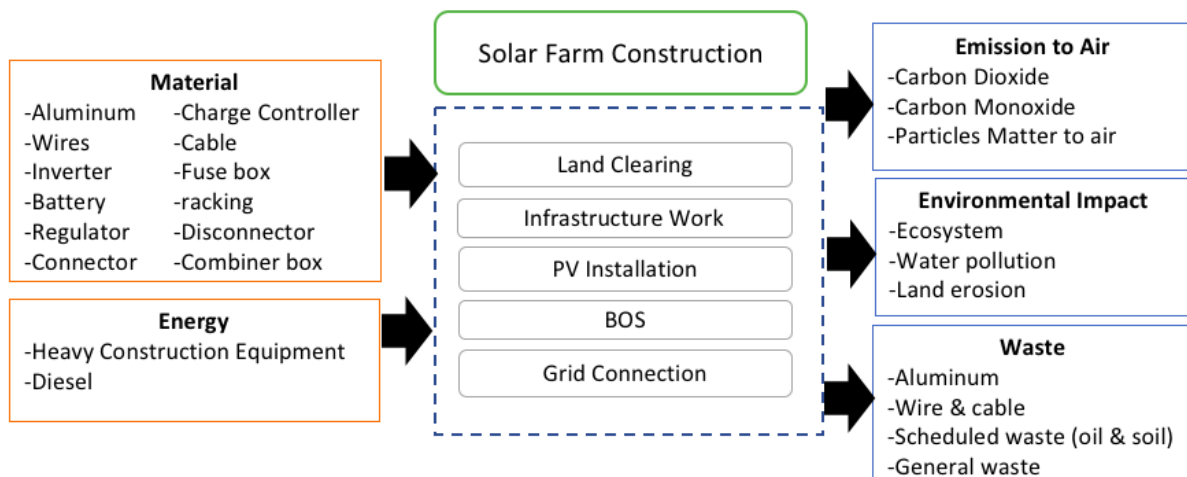 Solar Farm Construction
Material
-Aluminum -Charge Controller
-Wires -Cable
-Inverter -Fuse box
-Battery -racking
-Regulator -Disconnector
-Connector -Combiner box
Energy
-Heavy Construction Equipment
-Diesel
Land Clearing
Infrastructure Work
PV Installation
BOS
Grid Connection
Emission to Air
-Carbon Dioxide
-Carbon Monoxide
-Particles Matter to air
Environmental Impact
-Ecosystem
-Water pollution
-Land erosion
Waste
-Aluminum
-Wire & cable
-Scheduled waste (oil & soil)
-General waste